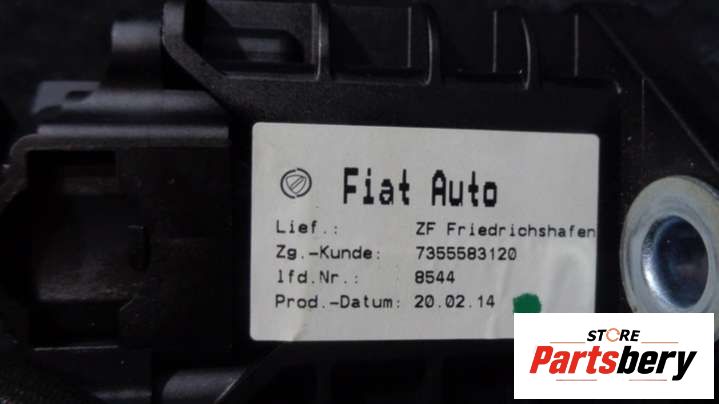 Fiat Auto
Lief.: ZF Friedrichshafen
Zg.-Kunde: 7355583120
lfd.Nr.: 8544
Prod.-Datum: 20.02.14
STORE
Partsbery